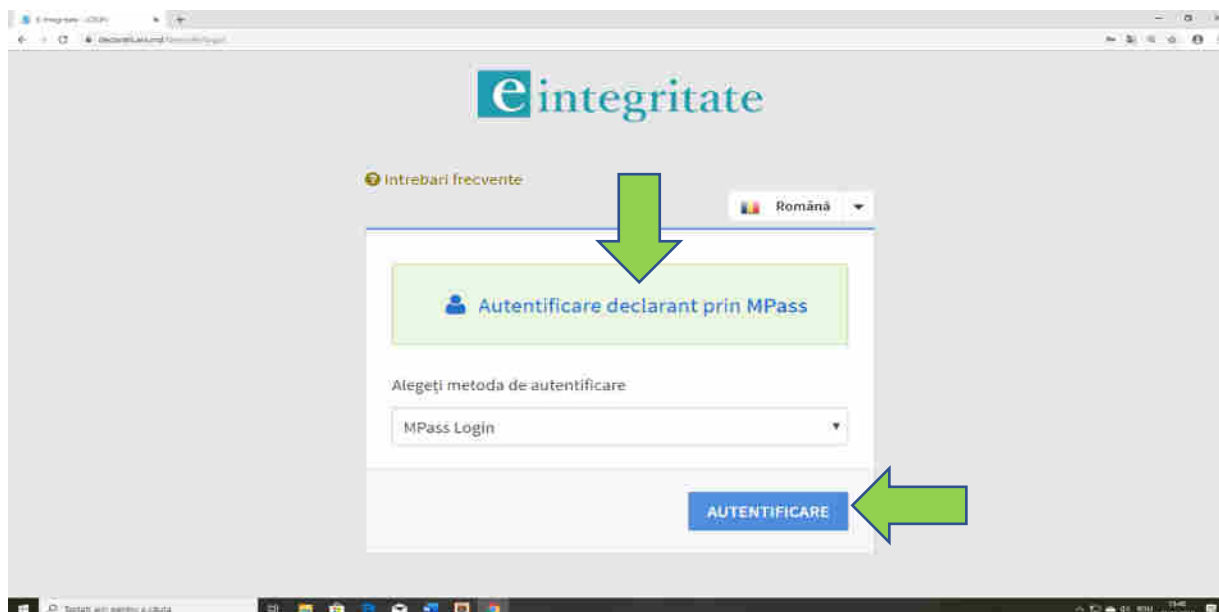 e integritate
Intrebari frecvente
Română
Autentificare declarant prin MPass
Alegeți metoda de autentificare
MPass Login
AUTENTIFICARE